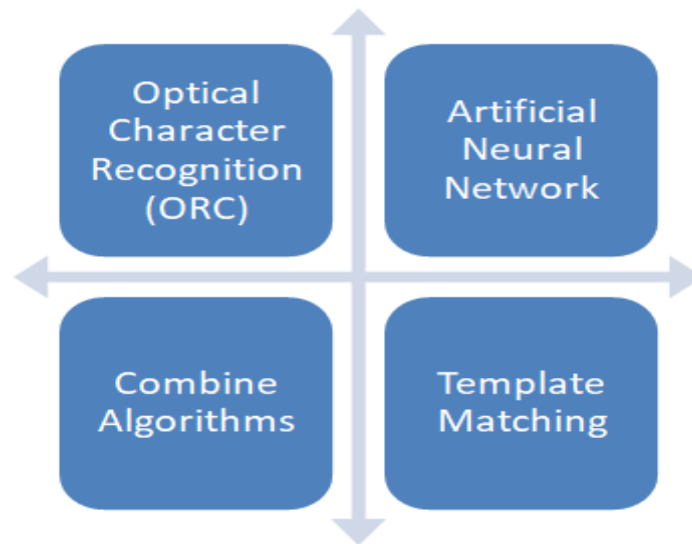 Optical
Character
Recognition
(ORC)
Artificial
Neural
Network
Combine
Algorithms
Template
Matching